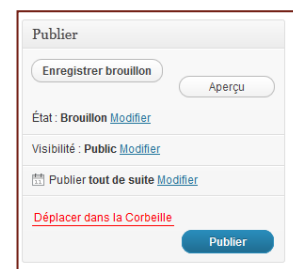 Publier
Enregistrer brouillon
Aperçu
État : Brouillon Modifier
Visibilité : Public Modifier
Publier tout de suite Modifier
Déplacer dans la Corbeille
Publier